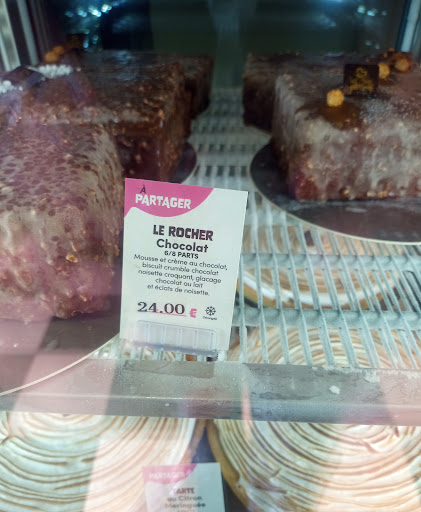 À
PARTAGER
LE ROCHER
Chocolat
6/8 PARTS
Mousse et crème au chocolat,
biscuit crumble chocolat
noisette craquant, glaçage
chocolat au lait
et éclats de noisette.
24.00 €
PARTAGER
TARTE
au Citron
Meringuée